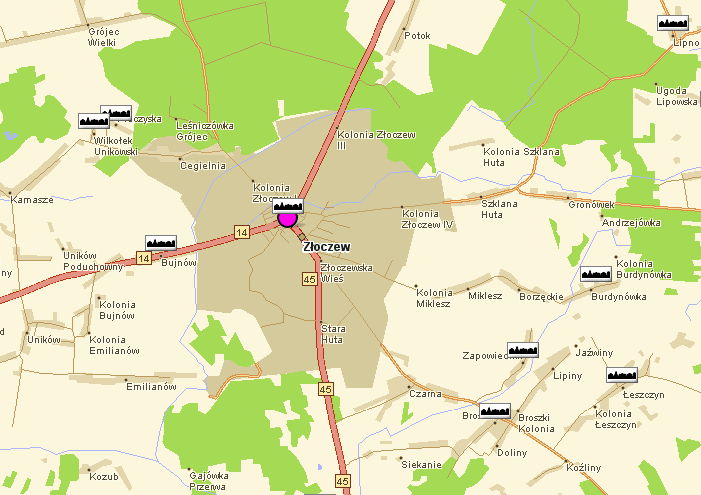 Grójec
Wielki
Potok
Lipno
Ugoda
Lipowska
Leśniczówka
Grójec
Kolonia Złoczew
III
Wilkołek
Unikowski
Cegielnia
Kolonia Szklana
Huta
Kamasze
Kolonia
Szklana
Huta
Gronówek
Kolonia
Złoczew IV
Andrzejówka
14
Złoczew
Uników
Poduchowny
14
Bujnów
Złoczewska
Wieś
45
Kolonia
Burdynówka
Kolonia
Miklesz
Miklesz
Borzęckie
Burdynówka
Kolonia
Bujnów
Stara
Huta
Uników
Kolonia
Emilianów
Jaźwiny
Lipiny
Emilianów
45
Czarna
Łeszczyn
Broszki
Kolonia
Kolonia
Łeszczyn
Doliny
Siekanie
Koźliny
Kozub
Gajówka
Przerwa
45